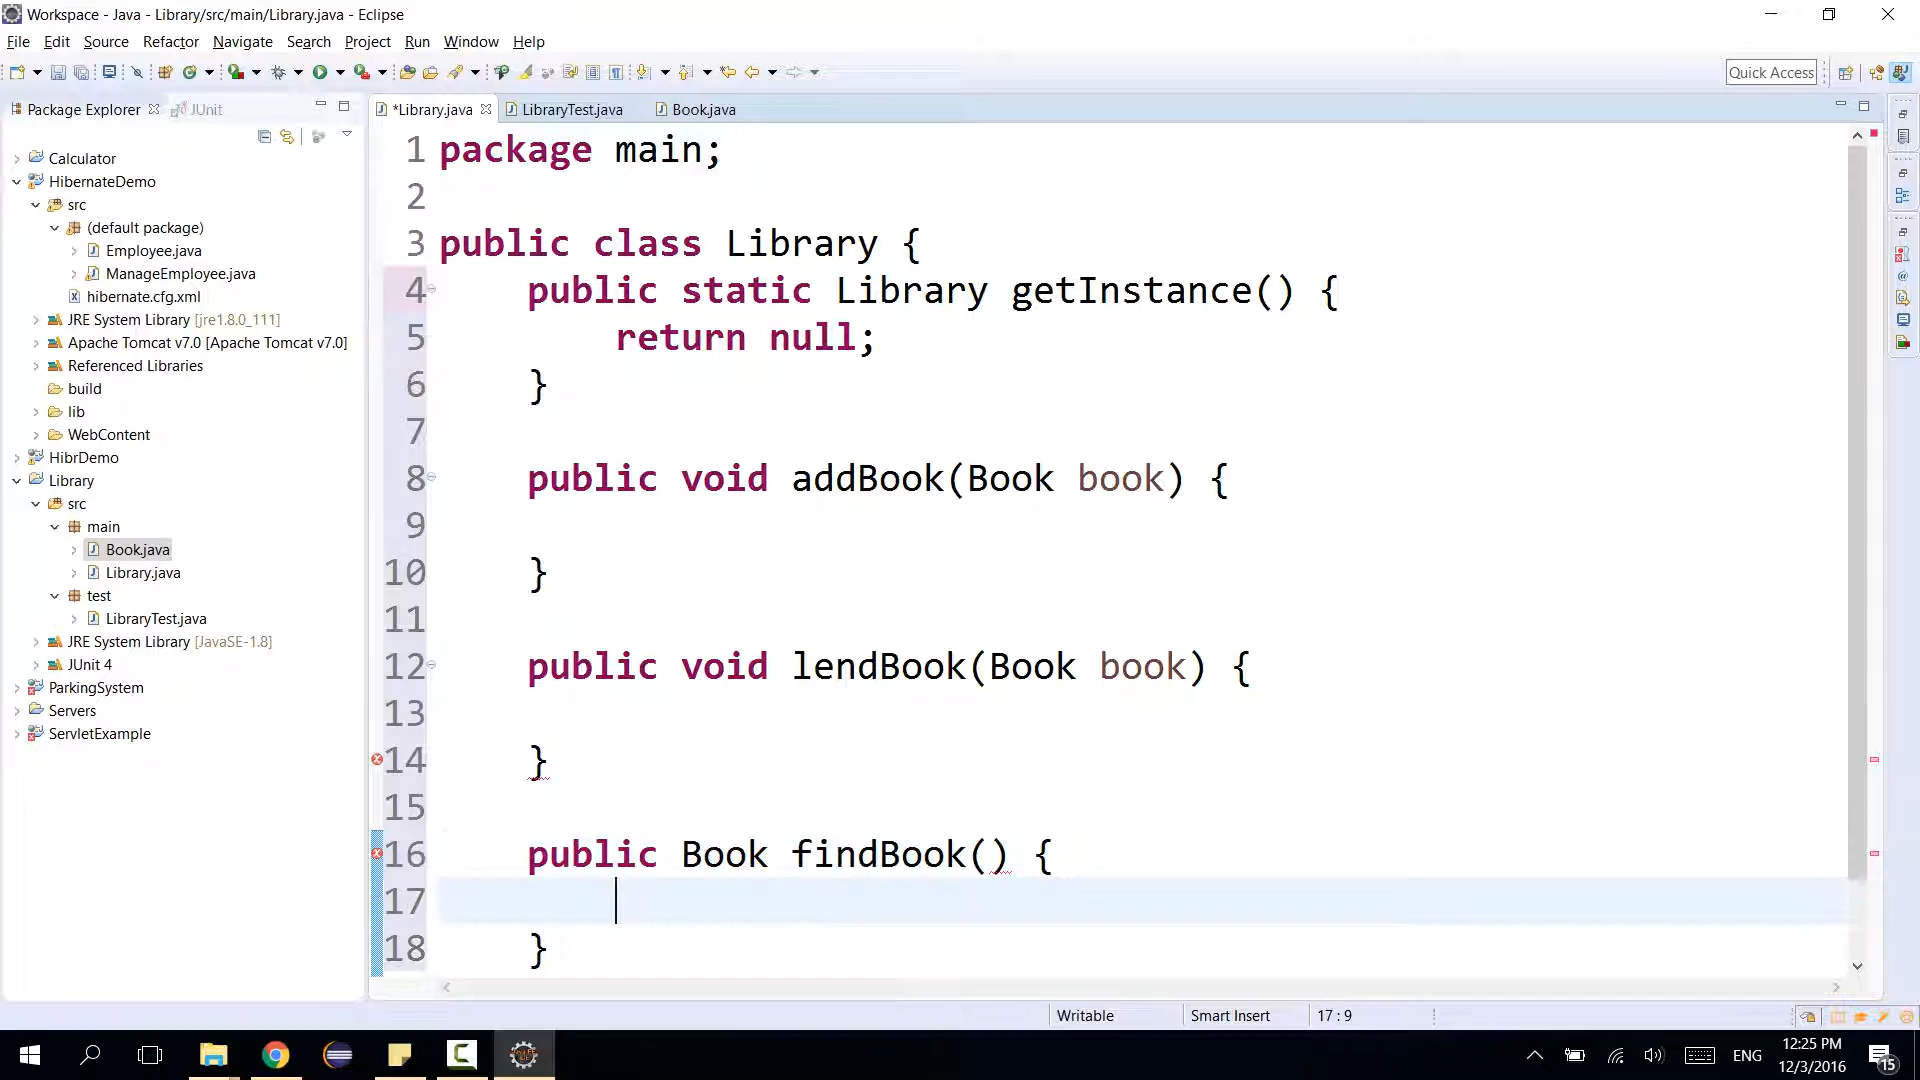 Workspace - Java - Library/src/main/Library.java - Eclipse
File Edit Source Refactor Navigate Search Project Run Window Help
Quick Access
Package Explorer JUnit
*Library.java LibraryTest.java Book.java
Calculator
HibernateDemo
src
(default package)
Employee.java
ManageEmployee.java
hibernate.cfg.xml
JRE System Library [jre1.8.0_111]
Apache Tomcat v7.0 [Apache Tomcat v7.0]
Referenced Libraries
build
lib
WebContent
HibrDemo
Library
src
main
Book.java
Library.java
test
LibraryTest.java
JRE System Library [JavaSE-1.8]
JUnit 4
ParkingSystem
Servers
ServletExample
1 package main;
2
3 public class Library {
4 public static Library getInstance() {
5 return null;
6 }
7
8 public void addBook(Book book) {
9
10 }
11
12 public void lendBook(Book book) {
13
14 }
15
16 public Book findBook() {
17
18 }
Writable Smart Insert 17 : 9
ENG
12:25 PM
12/3/2016
15